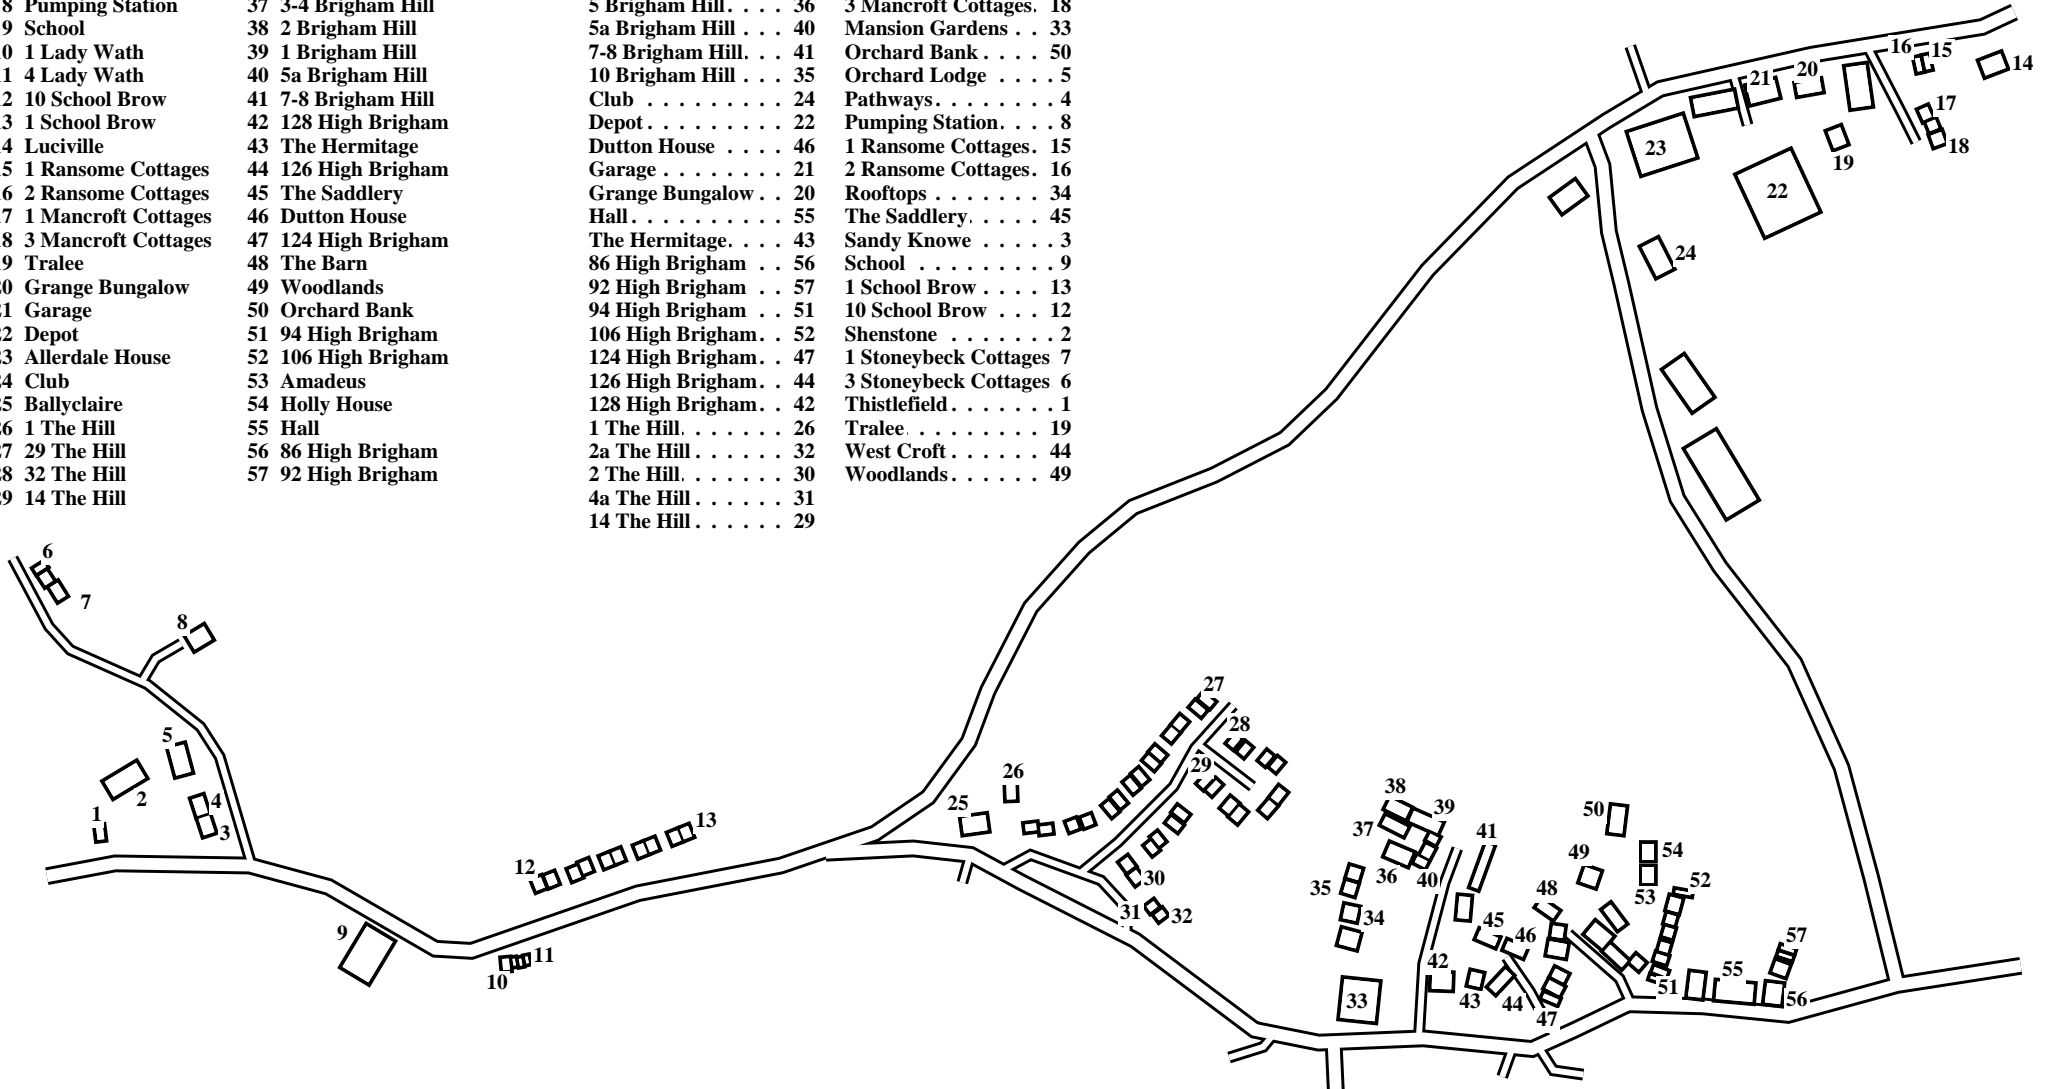 8 Pumping Station
9 School
0 1 Lady Wath
1 4 Lady Wath
2 10 School Brow
3 1 School Brow
4 Luciville
5 1 Ransome Cottages
6 2 Ransome Cottages
7 1 Mancroft Cottages
8 3 Mancroft Cottages
9 Tralee
0 Grange Bungalow
1 Garage
2 Depot
3 Allerdale House
4 Club
5 Ballyclaire
6 1 The Hill
7 29 The Hill
8 32 The Hill
9 14 The Hill
37 3-4 Brigham Hill
38 2 Brigham Hill
39 1 Brigham Hill
40 5a Brigham Hill
41 7-8 Brigham Hill
42 128 High Brigham
43 The Hermitage
44 126 High Brigham
45 The Saddlery
46 Dutton House
47 124 High Brigham
48 The Barn
49 Woodlands
50 Orchard Bank
51 94 High Brigham
52 106 High Brigham
53 Amadeus
54 Holly House
55 Hall
56 86 High Brigham
57 92 High Brigham
5 Brigham Hill. . . . 36
5a Brigham Hill . . . 40
7-8 Brigham Hill. . . 41
10 Brigham Hill . . . 35
Club . . . . . . . . . 24
Depot . . . . . . . . . 22
Dutton House . . . . 46
Garage . . . . . . . . 21
Grange Bungalow . . 20
Hall . . . . . . . . . . 55
The Hermitage. . . . 43
86 High Brigham . . 56
92 High Brigham . . 57
94 High Brigham . . 51
106 High Brigham. . 52
124 High Brigham. . 47
126 High Brigham. . 44
128 High Brigham. . 42
1 The Hill. . . . . . . 26
2a The Hill . . . . . . 32
2 The Hill. . . . . . . 30
4a The Hill . . . . . . 31
14 The Hill . . . . . . 29
3 Mancroft Cottages. 18
Mansion Gardens . . 33
Orchard Bank . . . . 50
Orchard Lodge . . . . 5
Pathways . . . . . . . . 4
Pumping Station. . . . 8
1 Ransome Cottages. 15
2 Ransome Cottages. 16
Rooftops . . . . . . . 34
The Saddlery. . . . . 45
Sandy Knowe . . . . . 3
School . . . . . . . . . 9
1 School Brow . . . . 13
10 School Brow . . . 12
Shenstone . . . . . . . 2
1 Stoneybeck Cottages 7
3 Stoneybeck Cottages 6
Thistlefield . . . . . . . 1
Tralee. . . . . . . . . 19
West Croft . . . . . . 44
Woodlands . . . . . . 49
16
15
14
21
20
17
18
19
23
22
24
6
7
8
5
2
1
4
3
9
12
13
10
11
25
26
27
28
29
30
31
32
38
39
37
36
40
41
35
34
33
42
43
44
45
46
47
48
49
50
54
53
52
51
55
56
57